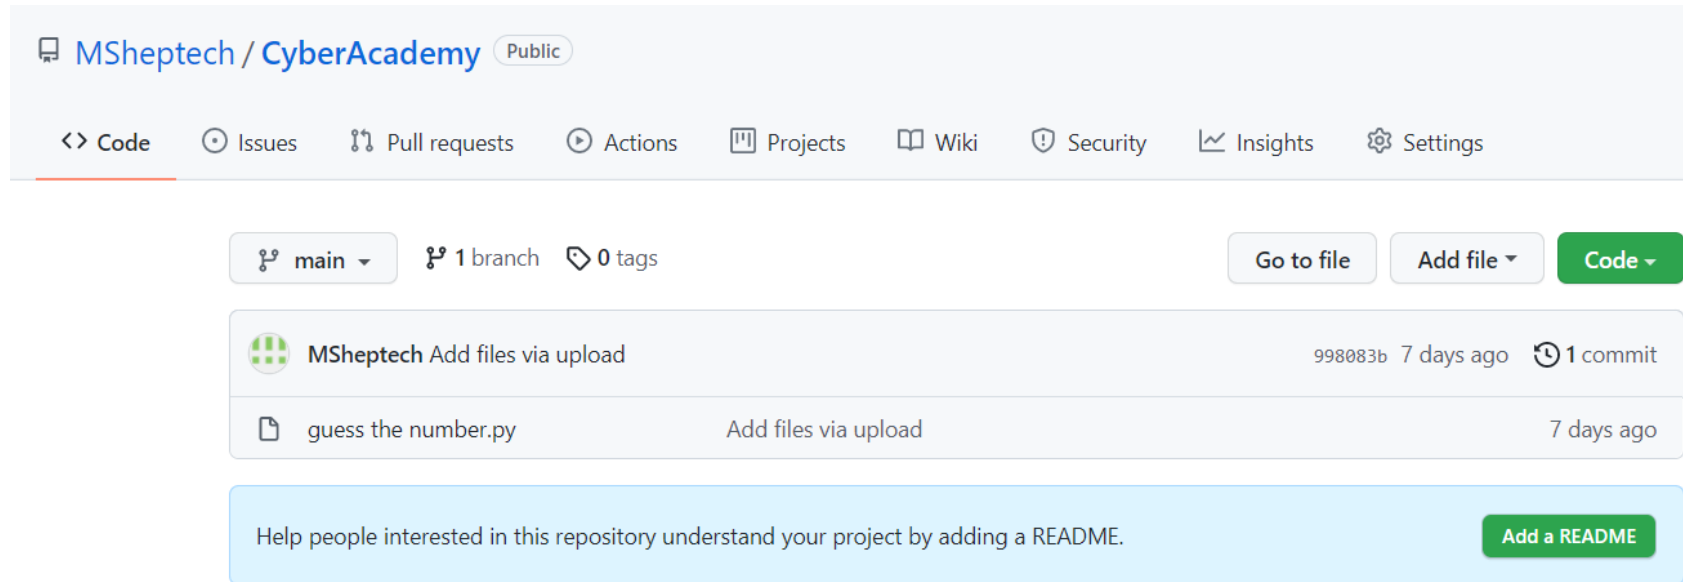 MSheptech / CyberAcademy Public
Code Issues Pull requests Actions Projects Wiki Security Insights Settings
main 1 branch 0 tags Go to file Add file Code
MSheptech Add files via upload 998083b 7 days ago 1 commit
guess the number.py Add files via upload 7 days ago
Help people interested in this repository understand your project by adding a README. Add a README